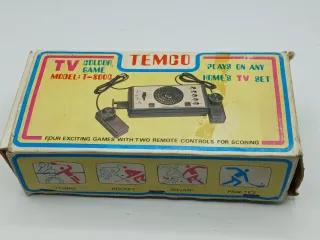 TV COLOUR
GAME
MODEL: T-8000
TEMCO
PLAYS ON ANY
HOME'S TV SET
FOUR EXCITING GAMES WITH TWO REMOTE CONTROLS FOR SCORING
TENNIS
HOCKEY
SQUASH
PRACTICE